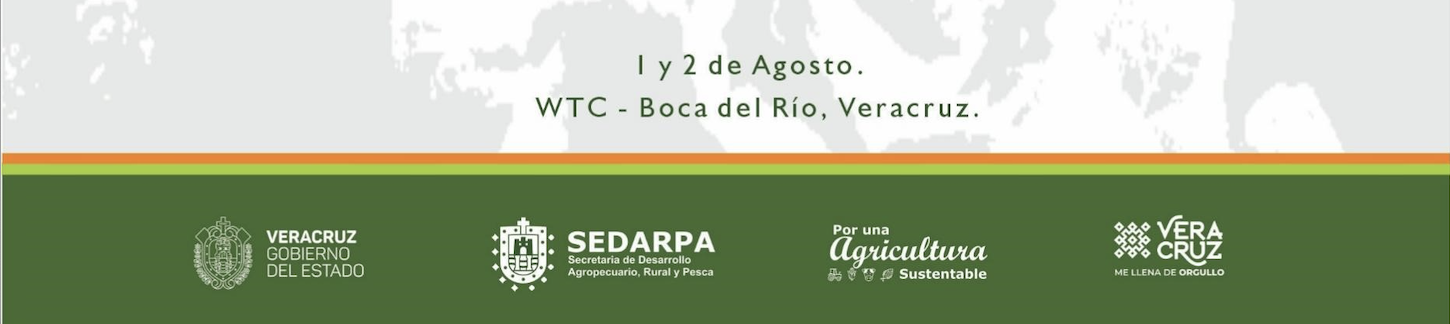 1 y 2 de Agosto.
WTC - Boca del Río, Veracruz.
VERACRUZ
GOBIERNO
DEL ESTADO
SEDARPA
Secretaria de Desarrollo
Agropecuario, Rural y Pesca
Por una
Agricultura
Sustentable
VERA
CRUZ
ME LLENA DE ORGULLO